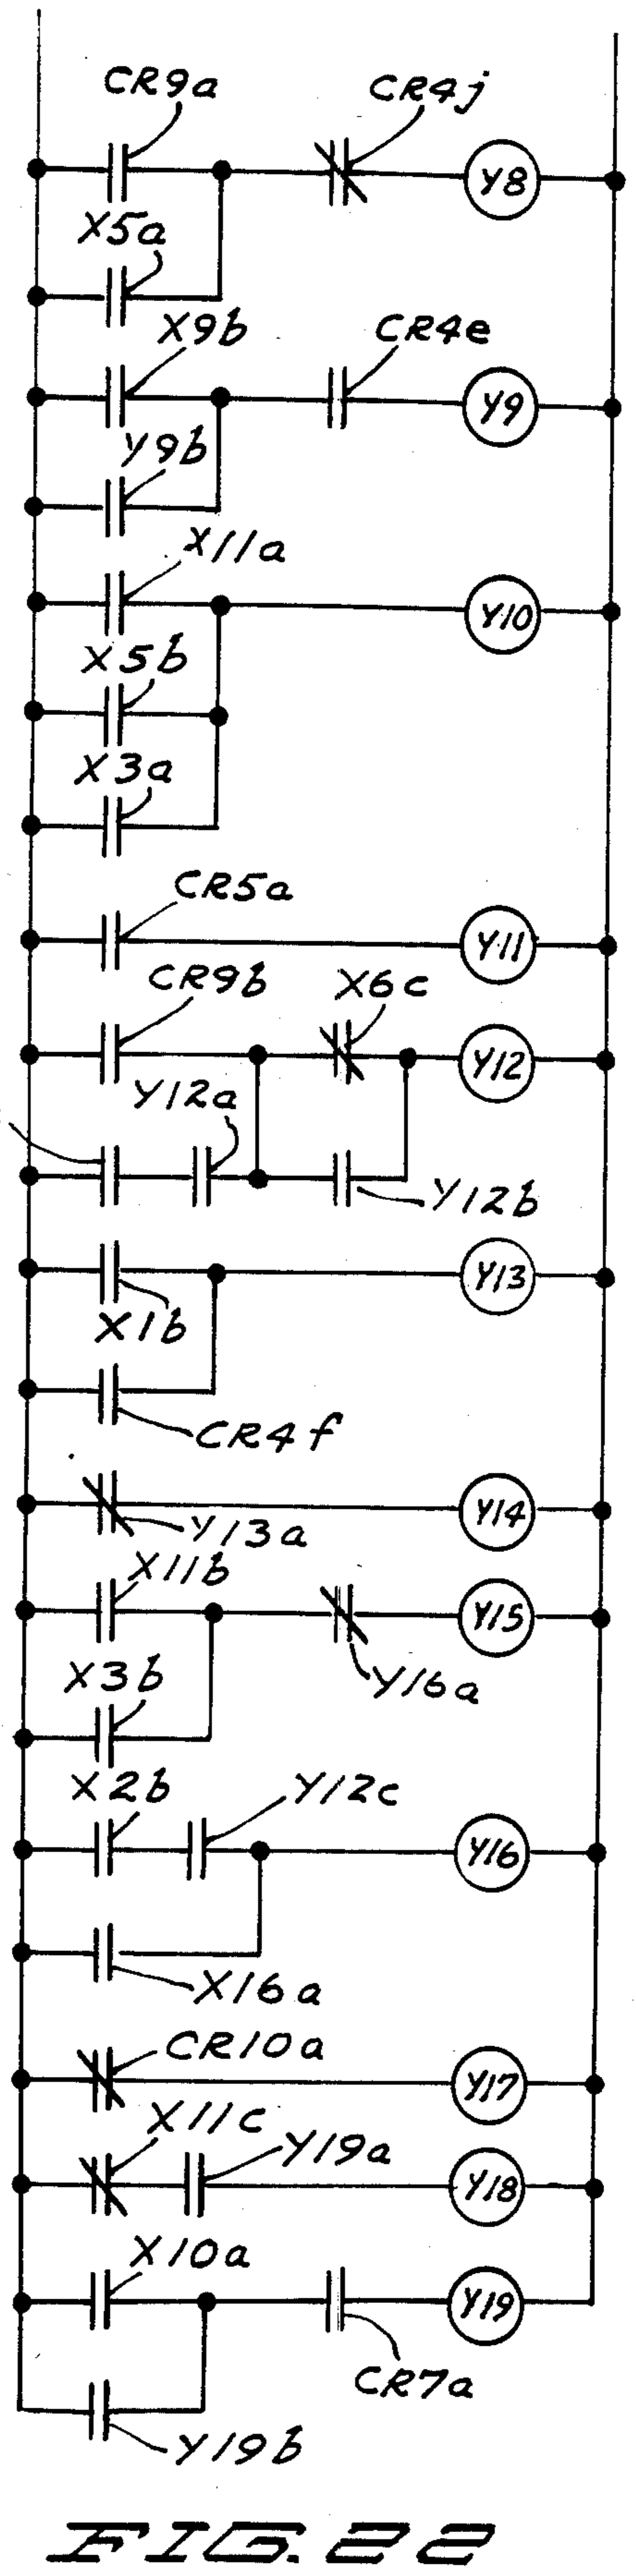 CR9a CR4j
Y8
X5a
X9b CR4e
Y9
Y9b
X11a
Y10
X5b
X3a
CR5a
Y11
CR9b X6c
Y12
Y12a
Y12b
Y13
X1b
CR4f
Y14
Y13a
X11b
Y15
X3b Y16a
X2b Y12c
Y16
X16a
CR10a
Y17
X11c Y19a
Y18
X10a
Y19
CR7a
Y19b
FIG. 22